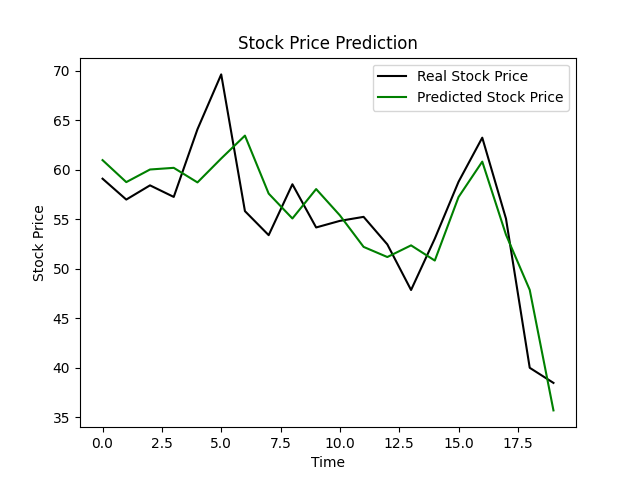 Stock Price Prediction
Real Stock Price
Predicted Stock Price
Stock Price
70
65
60
55
50
45
40
35
0.0 2.5 5.0 7.5 10.0 12.5 15.0 17.5
Time